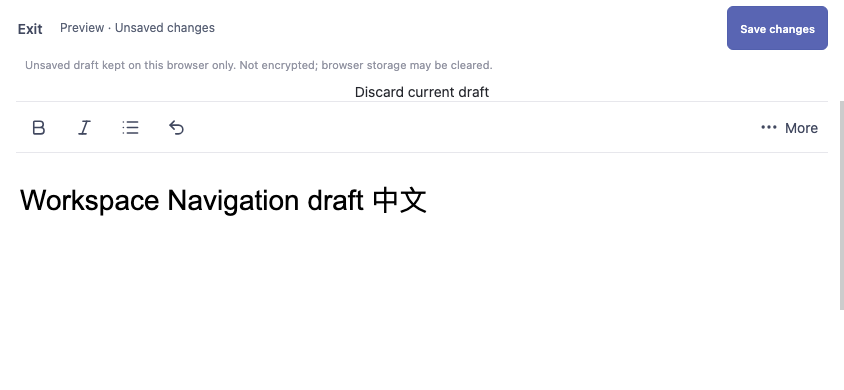 Exit Preview · Unsaved changes Save changes
Unsaved draft kept on this browser only. Not encrypted; browser storage may be cleared.
Discard current draft
B I ••• More
Workspace Navigation draft 中文